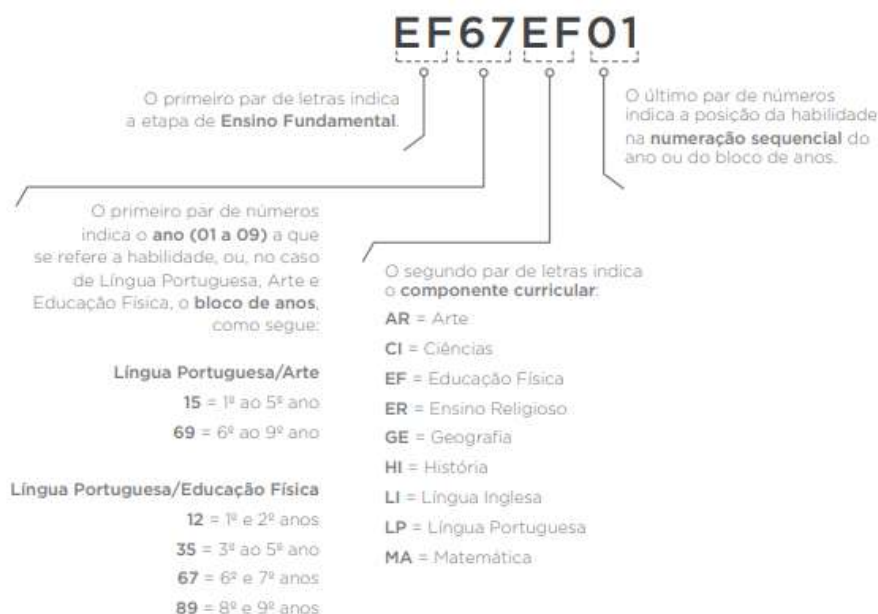 EF67EF01
O primeiro par de letras indica
a etapa de Ensino Fundamental.
O último par de números
indica a posição da habilidade
na numeração sequencial do
ano ou do bloco de anos.
O primeiro par de números
indica o ano (01 a 09) a que
se refere a habilidade, ou, no caso
de Língua Portuguesa, Arte e
Educação Física, o bloco de anos,
como segue:
Língua Portuguesa/Arte
15 = 1º ao 5º ano
69 = 6º ao 9º ano
Língua Portuguesa/Educação Física
12 = 1º e 2º anos
35 = 3º ao 5º ano
67 = 6º e 7º anos
89 = 8º e 9º anos
O segundo par de letras indica
o componente curricular:
AR = Arte
CI = Ciências
EF = Educação Física
ER = Ensino Religioso
GE = Geografia
HI = História
LI = Língua Inglesa
LP = Língua Portuguesa
MA = Matemática